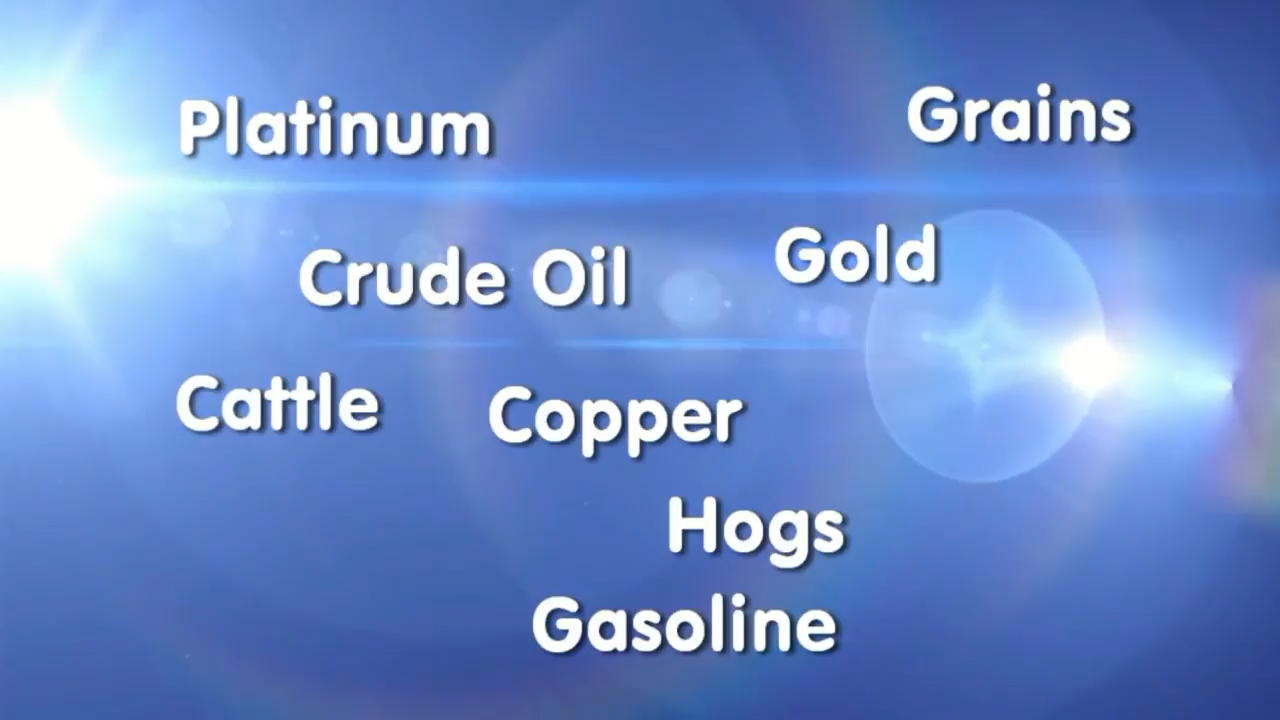 Platinum
Grains
Crude Oil
Gold
Cattle
Copper
Hogs
Gasoline